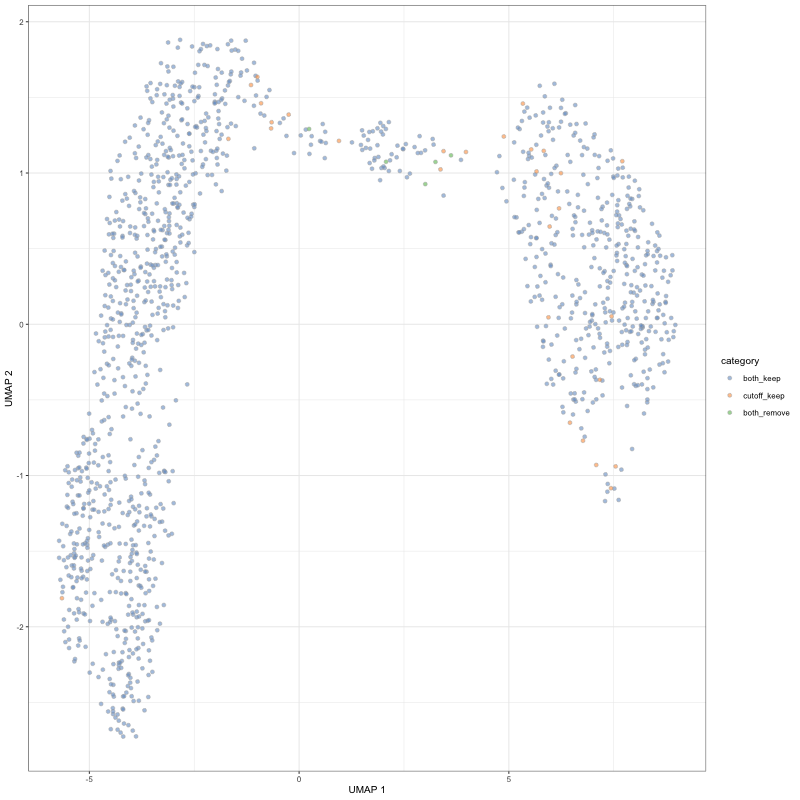 2
1
0
-1
-2
-5
0
5
UMAP 1
UMAP 2
category
both_keep
cutoff_keep
both_remove